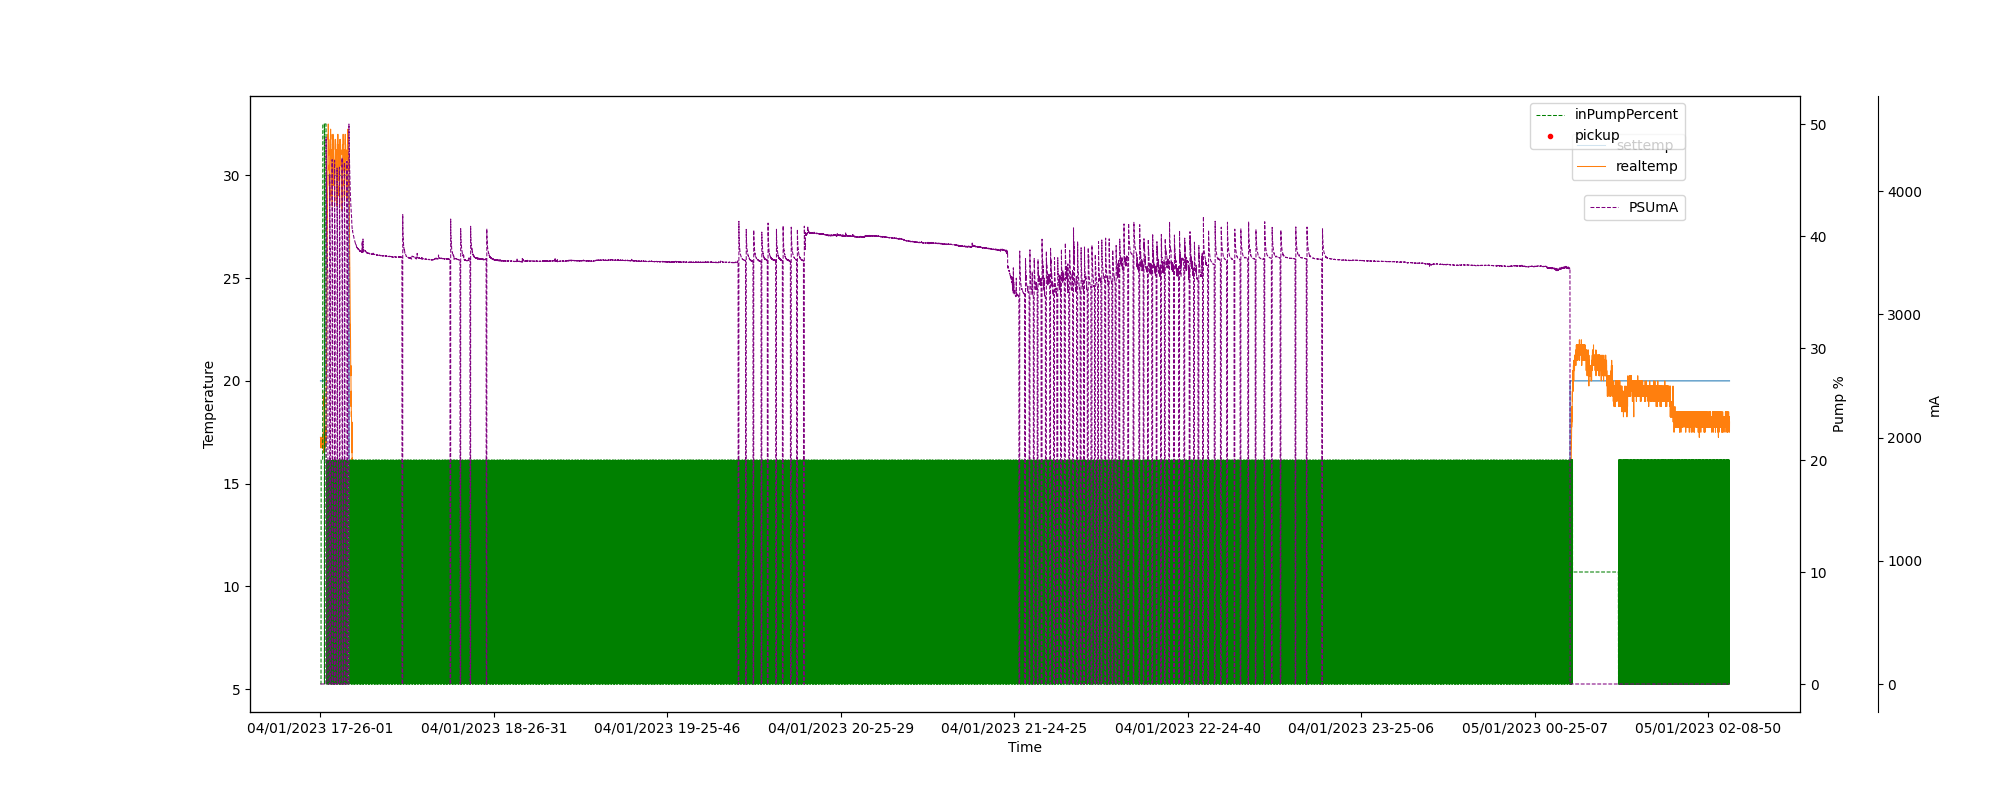 inPumpPercent
pickup
settemp
realtemp
PSUmA
30
25
20
15
10
5
50
40
30
20
10
0
4000
3000
2000
1000
0
Temperature
Pump %
mA
04/01/2023 17-26-01
04/01/2023 18-26-31
04/01/2023 19-25-46
04/01/2023 20-25-29
04/01/2023 21-24-25
04/01/2023 22-24-40
04/01/2023 23-25-06
05/01/2023 00-25-07
05/01/2023 02-08-50
Time